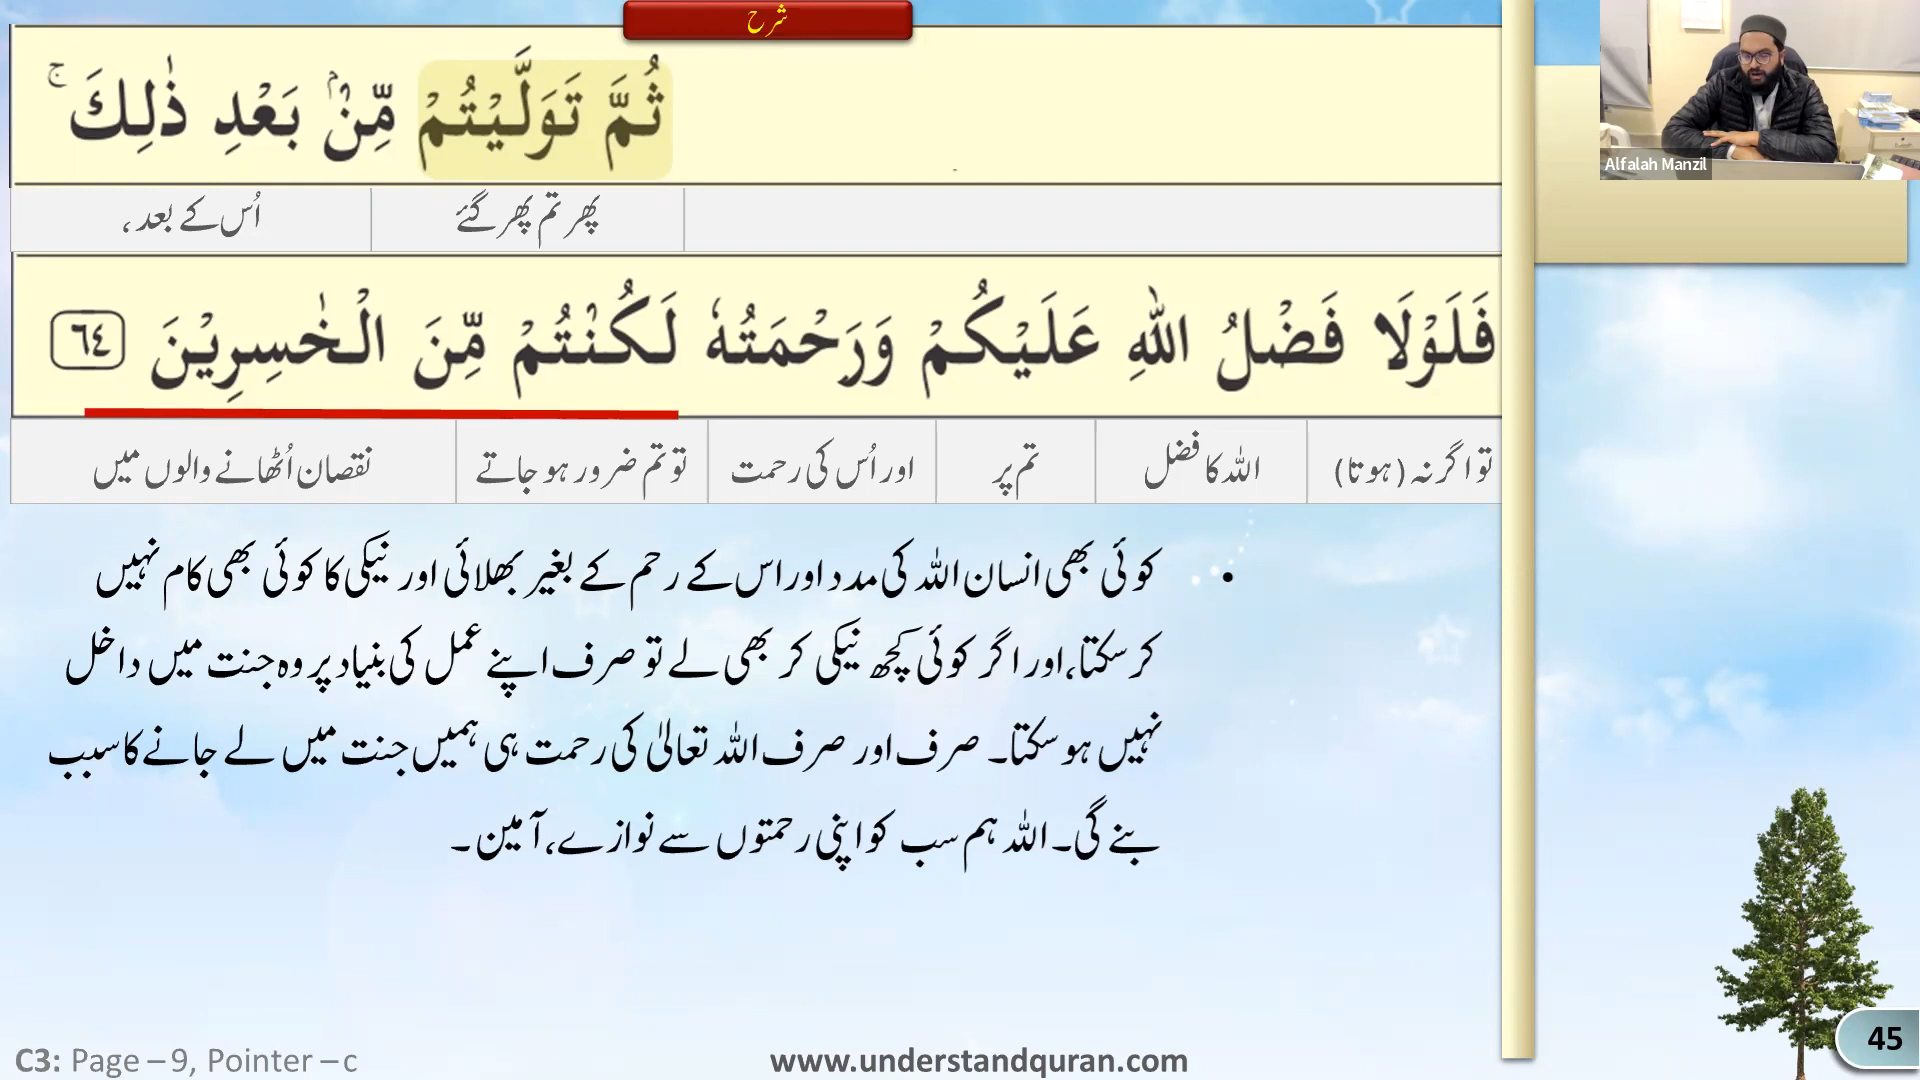 شرح
ثُمَّ تَوَلَّيْتُمْ مِّنْۢ بَعْدِ ذٰلِكَ ۚ
پھر تم پھر گئے اُس کے بعد،
فَلَوْلَا فَضْلُ اللّٰهِ عَلَيْكُمْ وَرَحْمَتُهٗ لَكُنْتُمْ مِّنَ الْخٰسِرِيْنَ ٦٤
تو اگر نہ (ہوتا) اللہ کا فضل تم پر اور اُس کی رحمت تو تم ضرور ہو جاتے نقصان اُٹھانے والوں میں
• کوئی بھی انسان اللہ کی مدد اور اس کے رحم کے بغیر بھلائی اور نیکی کا کوئی بھی کام نہیں
کر سکتا، اور اگر کوئی کچھ نیکی کر بھی لے تو صرف اپنے عمل کی بنیاد پر وہ جنت میں داخل
نہیں ہو سکتا۔ صرف اور صرف اللہ تعالیٰ کی رحمت ہی ہمیں جنت میں لے جانے کا سبب
بنے گی۔ اللہ ہم سب کو اپنی رحمتوں سے نوازے، آمین۔
Alfalah Manzil
C3: Page – 9, Pointer – c
www.understandquran.com
45